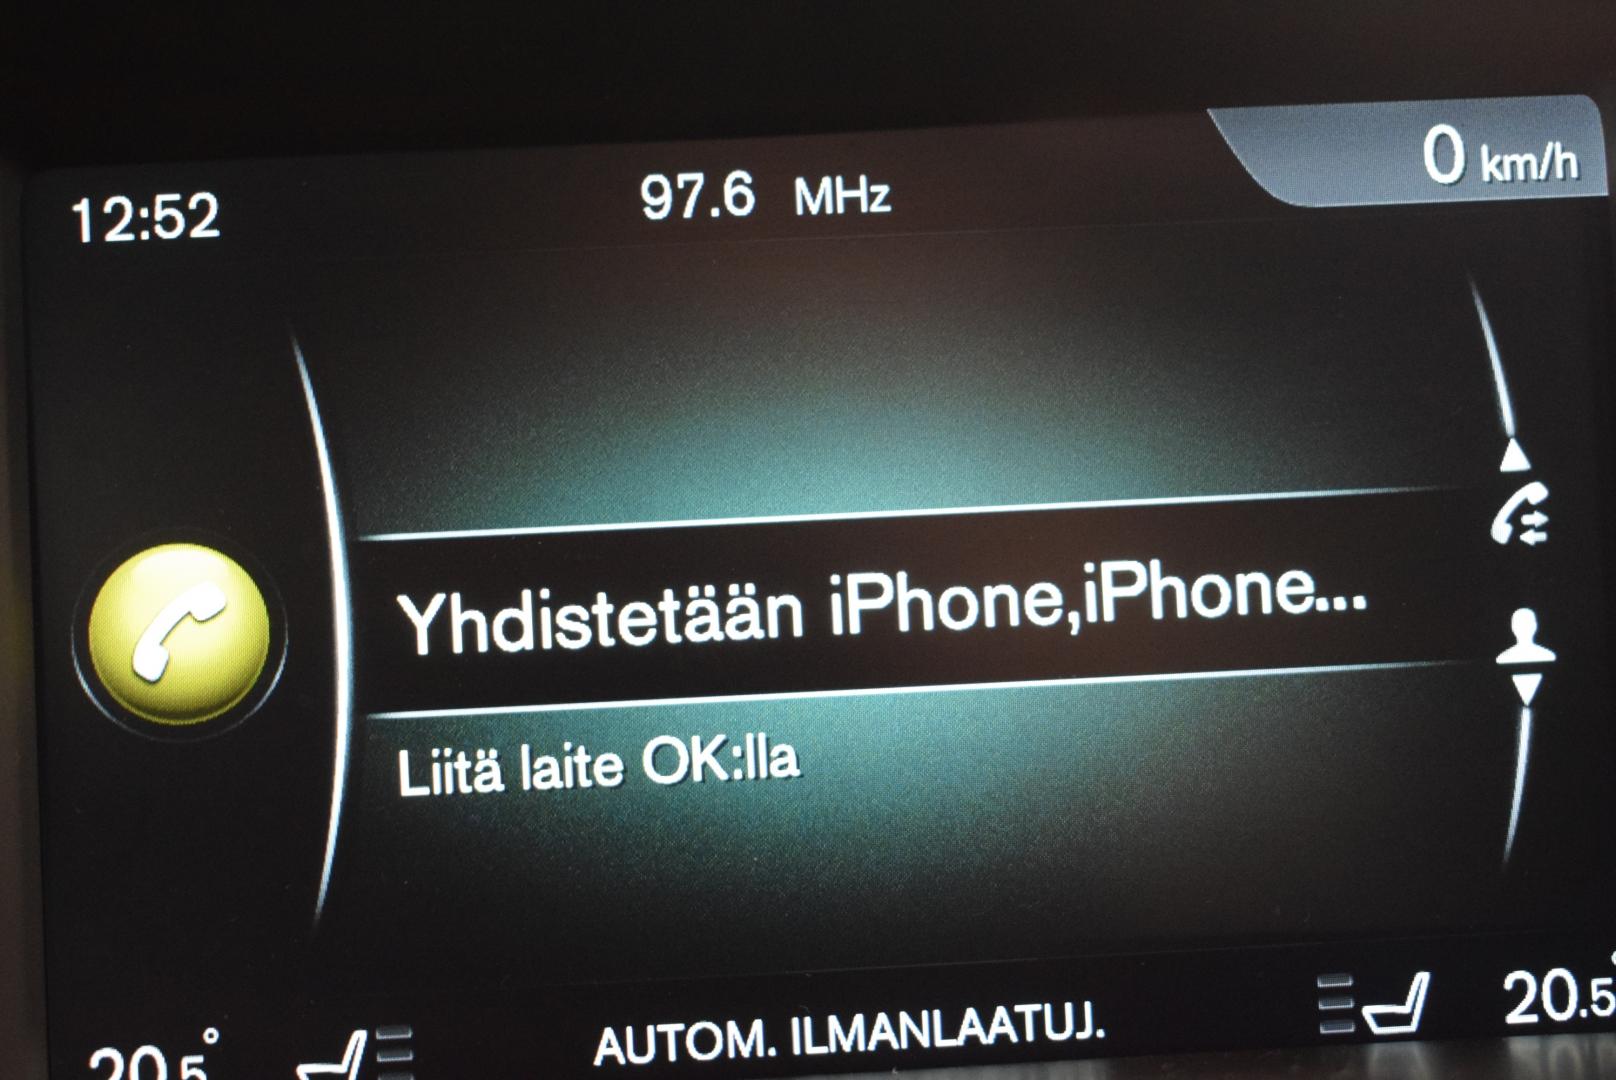 12:52
97.6 MHz
0 km/h
Yhdistetään iPhone,iPhone...
Liitä laite OK:lla
20.5°
AUTOM. ILMANLAATUJ.
20.5°